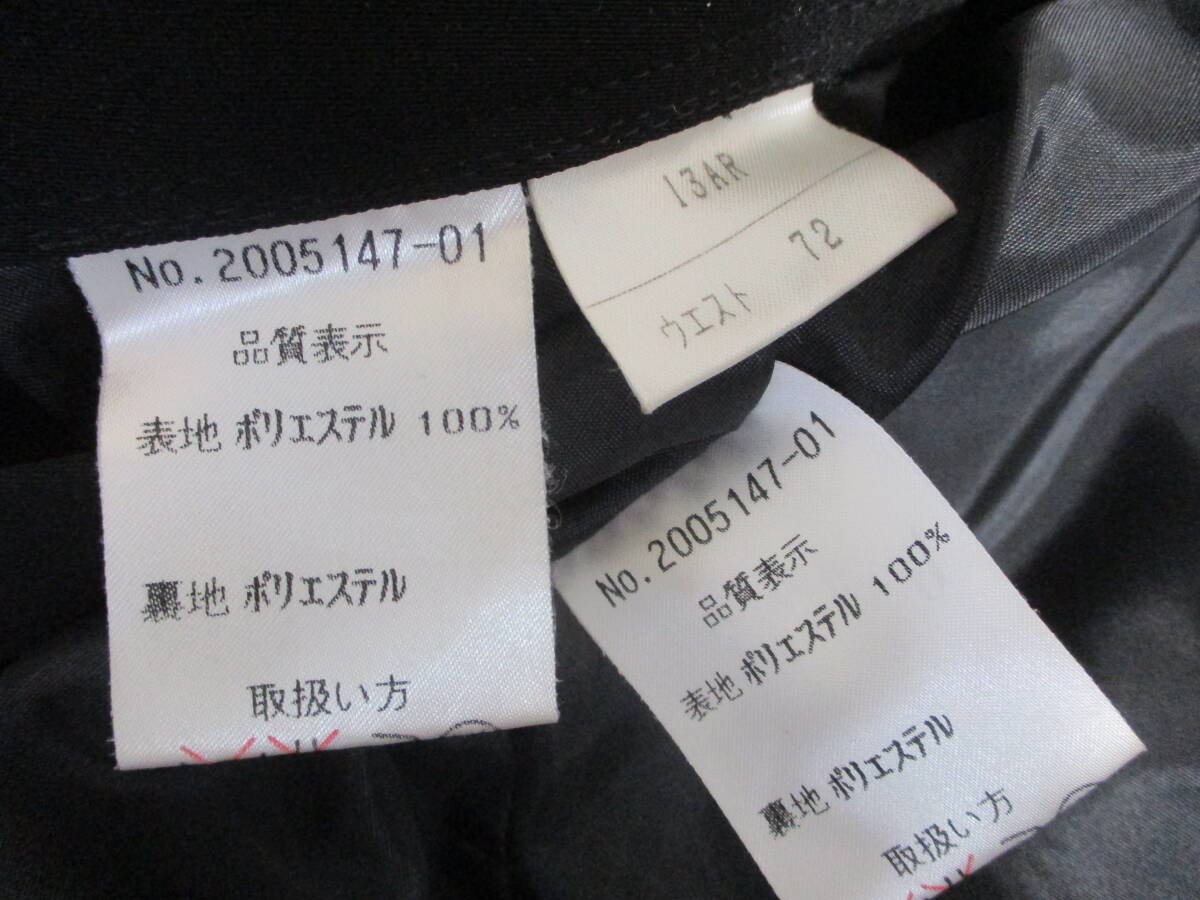 No.2005147-01
品質表示
表地 ポリエステル 100%
裏地 ポリエステル
取扱い方
13AR
ウエスト 72
No.2005147-01
品質表示
表地 ポリエステル 100%
裏地 ポリエステル
取扱い方